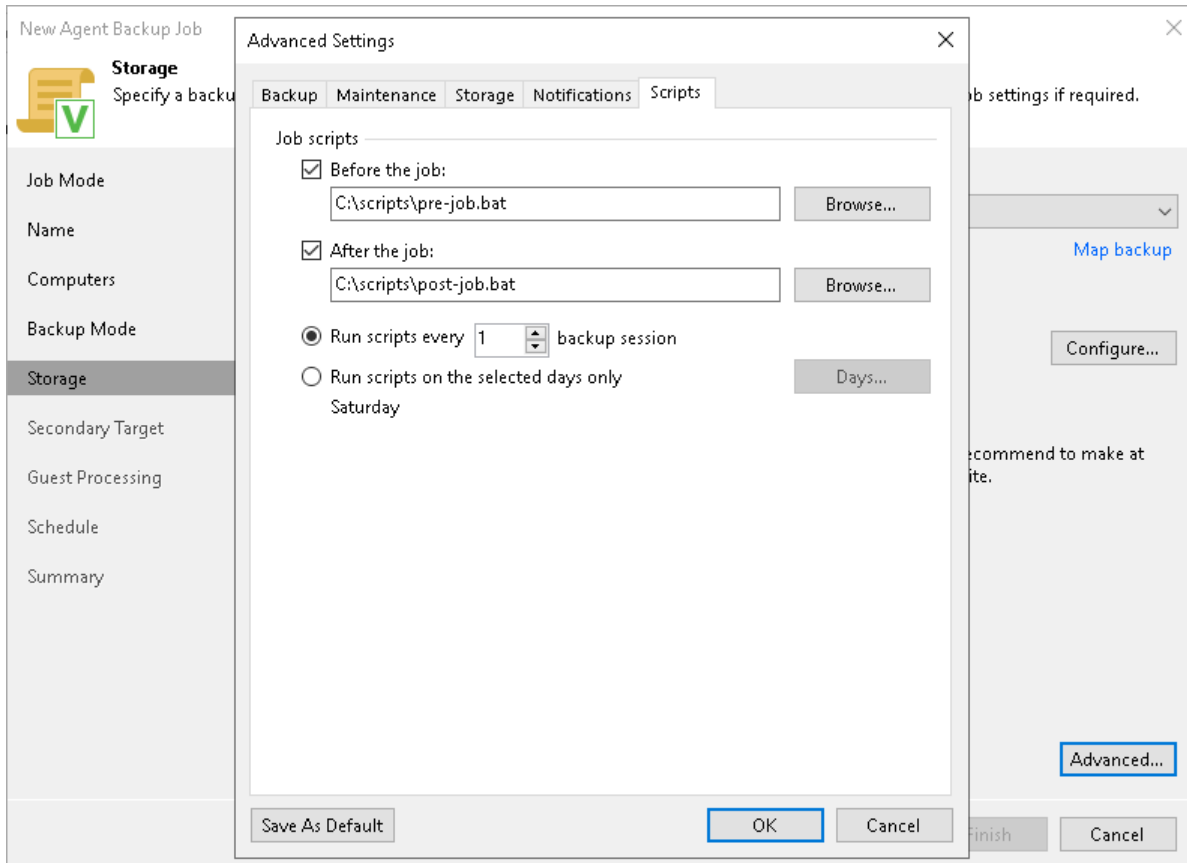 New Agent Backup Job
Storage
Specify a backu
b settings if required.
Job Mode
Name
Computers
Backup Mode
Storage
Secondary Target
Guest Processing
Schedule
Summary
Advanced Settings
Backup Maintenance Storage Notifications Scripts
Job scripts
Before the job:
C:\scripts\pre-job.bat Browse...
After the job:
C:\scripts\post-job.bat Browse...
Run scripts every 1 backup session
Run scripts on the selected days only Days...
Saturday
Save As Default OK Cancel
Map backup
Configure...
ecommend to make at
ite.
Advanced...
Finish Cancel